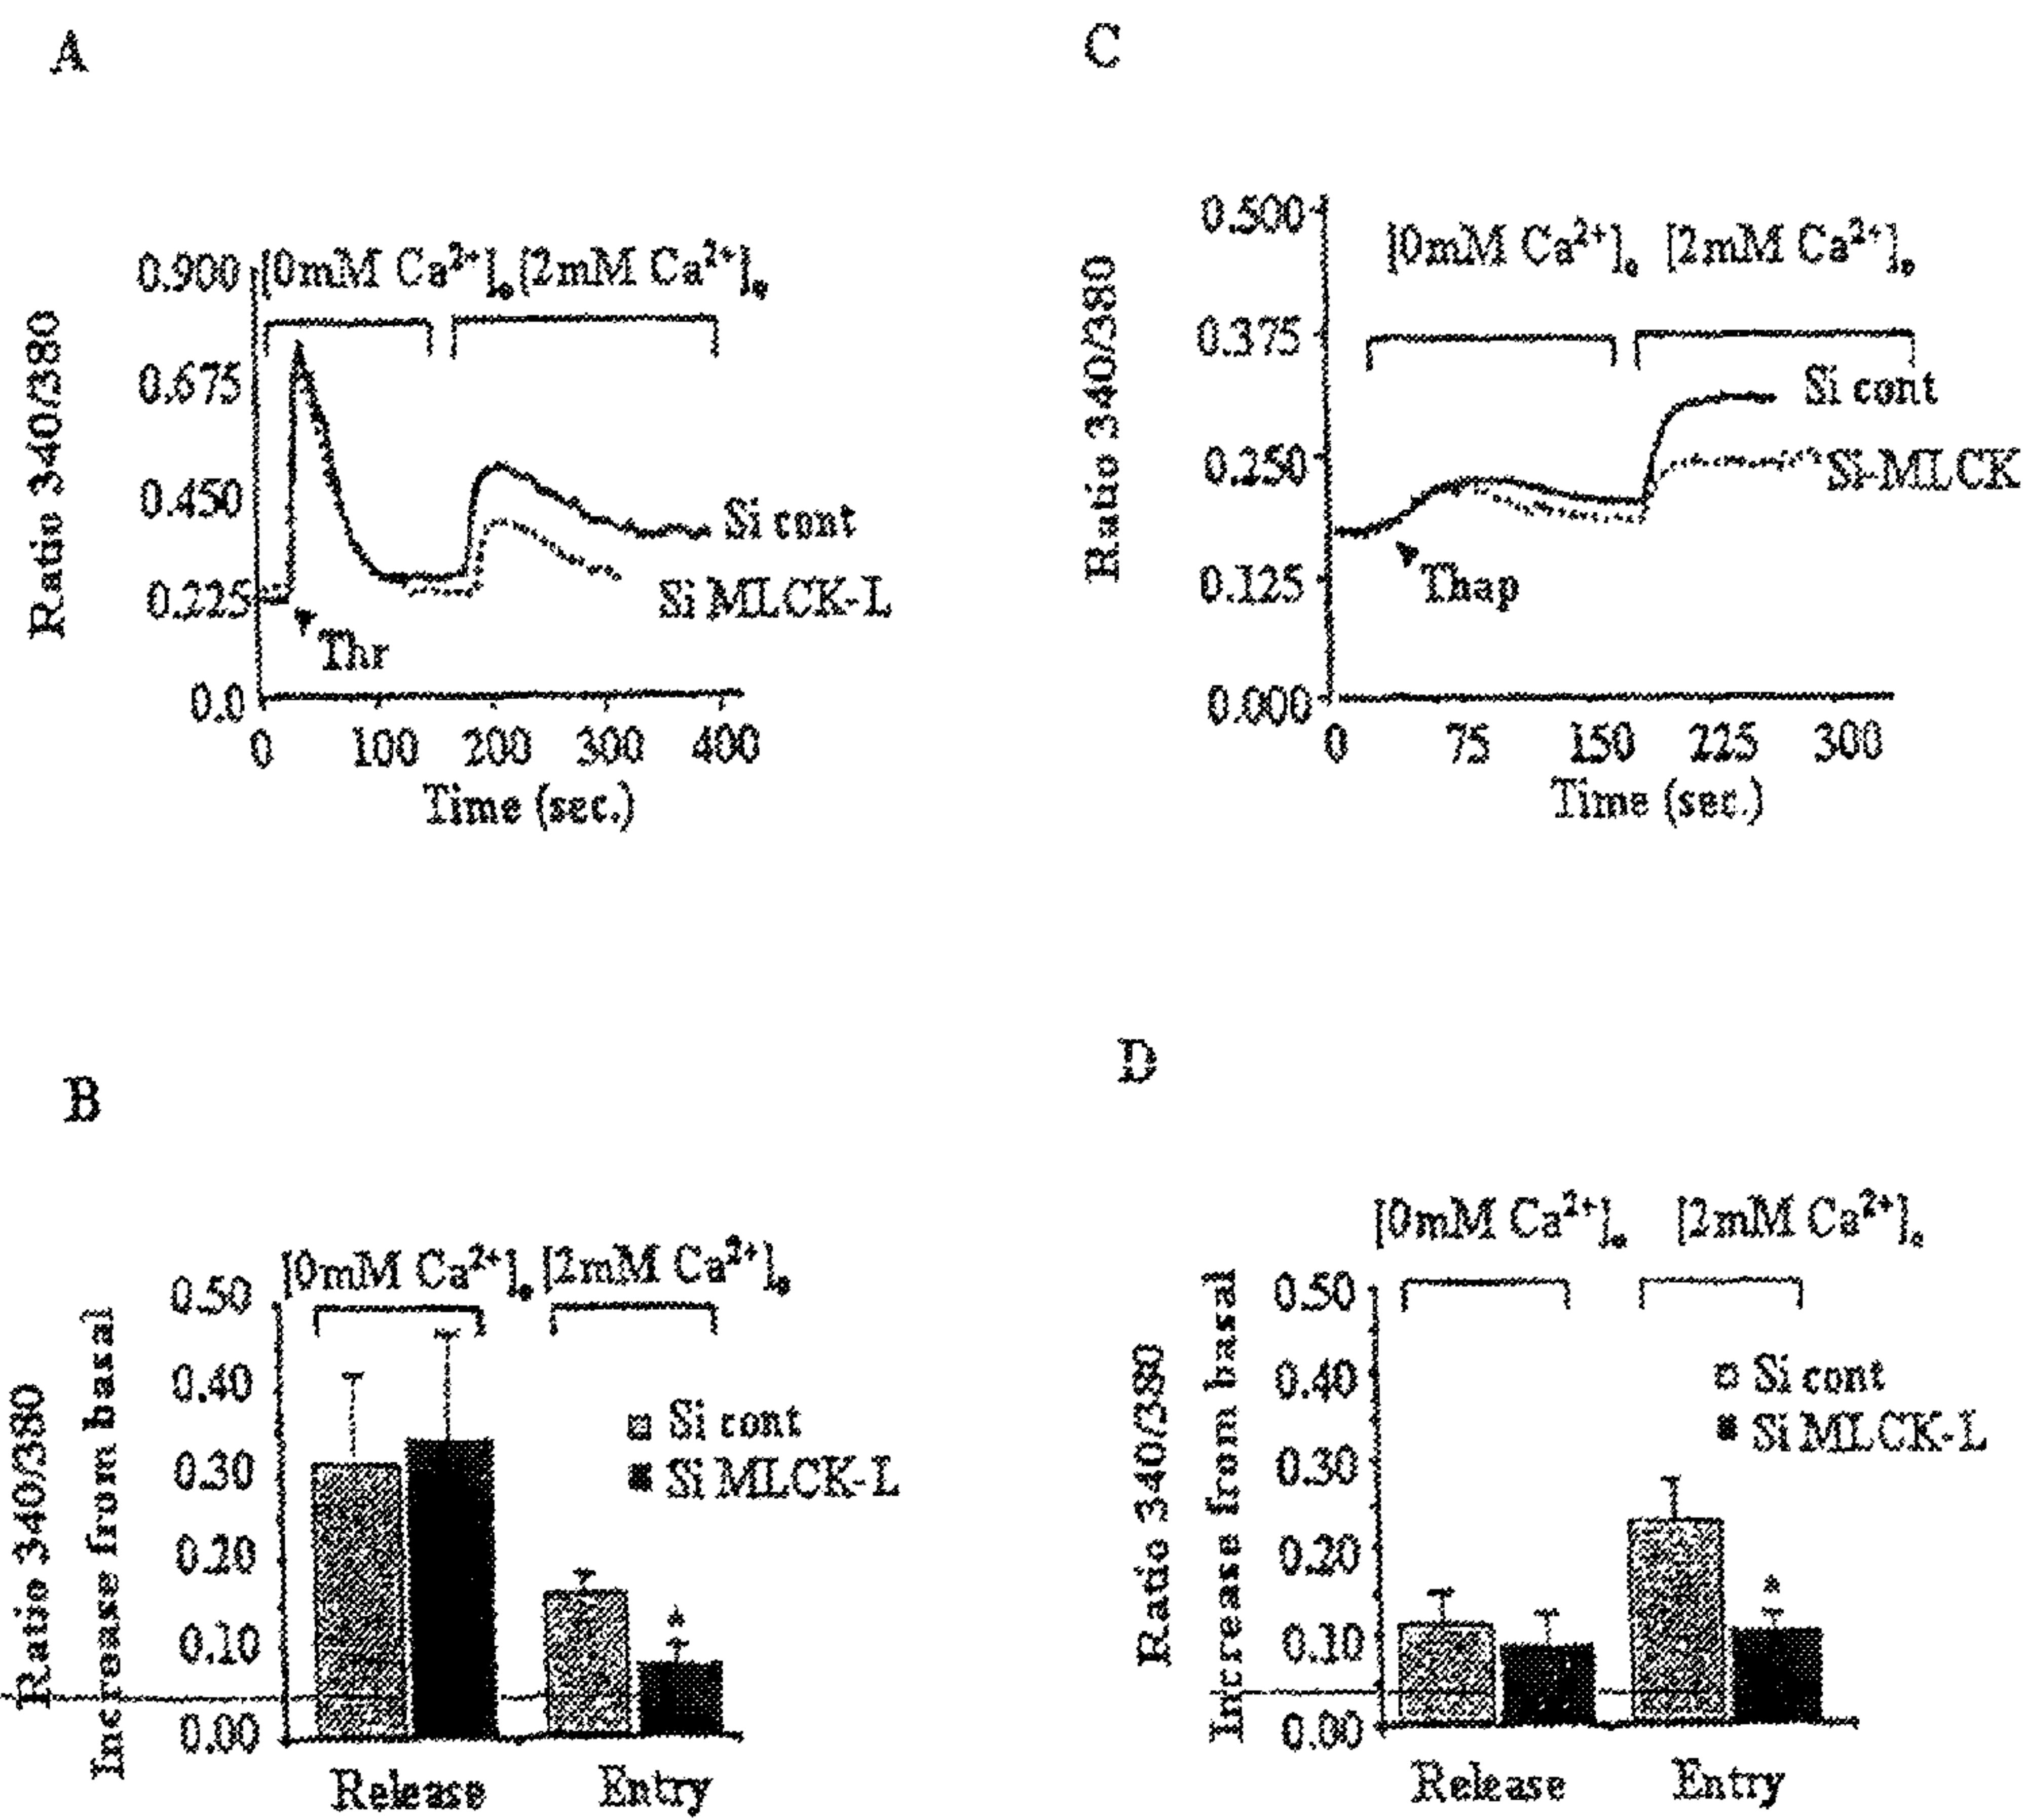 A
[0mM Ca²⁺]e [2mM Ca²⁺]e
Ratio 340/380
0.900
0.675
0.450
0.225
0.0
Si cont
Si MLCK-L
Thr
0 100 200 300 400
Time (sec.)
C
[0mM Ca²⁺]e [2mM Ca²⁺]e
Ratio 340/380
0.500
0.375
0.250
0.125
0.000
Si cont
Si-MLCK
Thap
0 75 150 225 300
Time (sec.)
B
[0mM Ca²⁺]e [2mM Ca²⁺]e
Ratio 340/380
Increase from basal
0.50
0.40
0.30
0.20
0.10
0.00
Si cont
Si MLCK-L
*
Release Entry
D
[0mM Ca²⁺]e [2mM Ca²⁺]e
Ratio 340/380
Increase from basal
0.50
0.40
0.30
0.20
0.10
0.00
Si cont
Si MLCK-L
*
Release Entry